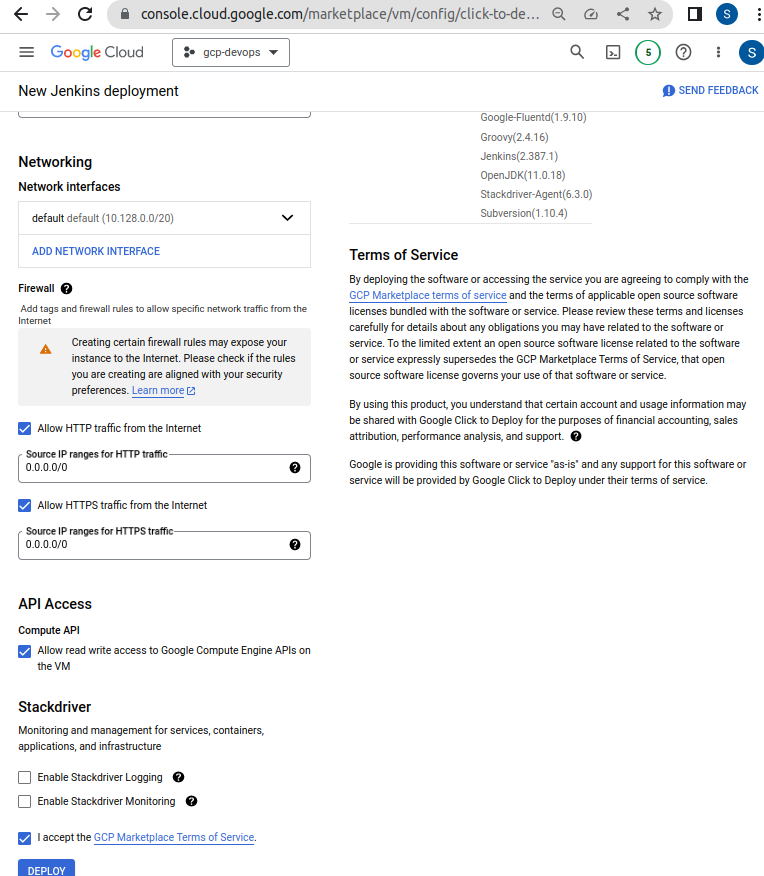 console.cloud.google.com/marketplace/vm/config/click-to-de...
S
Google Cloud
gcp-devops
5
S
New Jenkins deployment
SEND FEEDBACK
Networking
Network interfaces
default default (10.128.0.0/20)
ADD NETWORK INTERFACE
Firewall
Add tags and firewall rules to allow specific network traffic from the
Internet
Creating certain firewall rules may expose your
instance to the Internet. Please check if the rules
you are creating are aligned with your security
preferences. Learn more
Allow HTTP traffic from the Internet
Source IP ranges for HTTP traffic
0.0.0.0/0
Allow HTTPS traffic from the Internet
Source IP ranges for HTTPS traffic
0.0.0.0/0
API Access
Compute API
Allow read write access to Google Compute Engine APIs on
the VM
Stackdriver
Monitoring and management for services, containers,
applications, and infrastructure
Enable Stackdriver Logging
Enable Stackdriver Monitoring
I accept the GCP Marketplace Terms of Service.
DEPLOY
Google-Fluentd(1.9.10)
Groovy(2.4.16)
Jenkins(2.387.1)
OpenJDK(11.0.18)
Stackdriver-Agent(6.3.0)
Subversion(1.10.4)
Terms of Service
By deploying the software or accessing the service you are agreeing to comply with the
GCP Marketplace terms of service and the terms of applicable open source software
licenses bundled with the software or service. Please review these terms and licenses
carefully for details about any obligations you may have related to the software or
service. To the limited extent an open source software license related to the software
or service expressly supersedes the GCP Marketplace Terms of Service, that open
source software license governs your use of that software or service.
By using this product, you understand that certain account and usage information may
be shared with Google Click to Deploy for the purposes of financial accounting, sales
attribution, performance analysis, and support.
Google is providing this software or service "as-is" and any support for this software or
service will be provided by Google Click to Deploy under their terms of service.